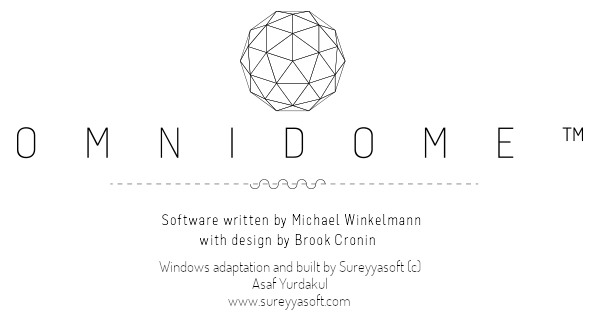 OMNIDOME™
Software written by Michael Winkelmann
with design by Brook Cronin
Windows adaptation and built by Sureyyasoft (c)
Asaf Yurdakul
www.sureyyasoft.com